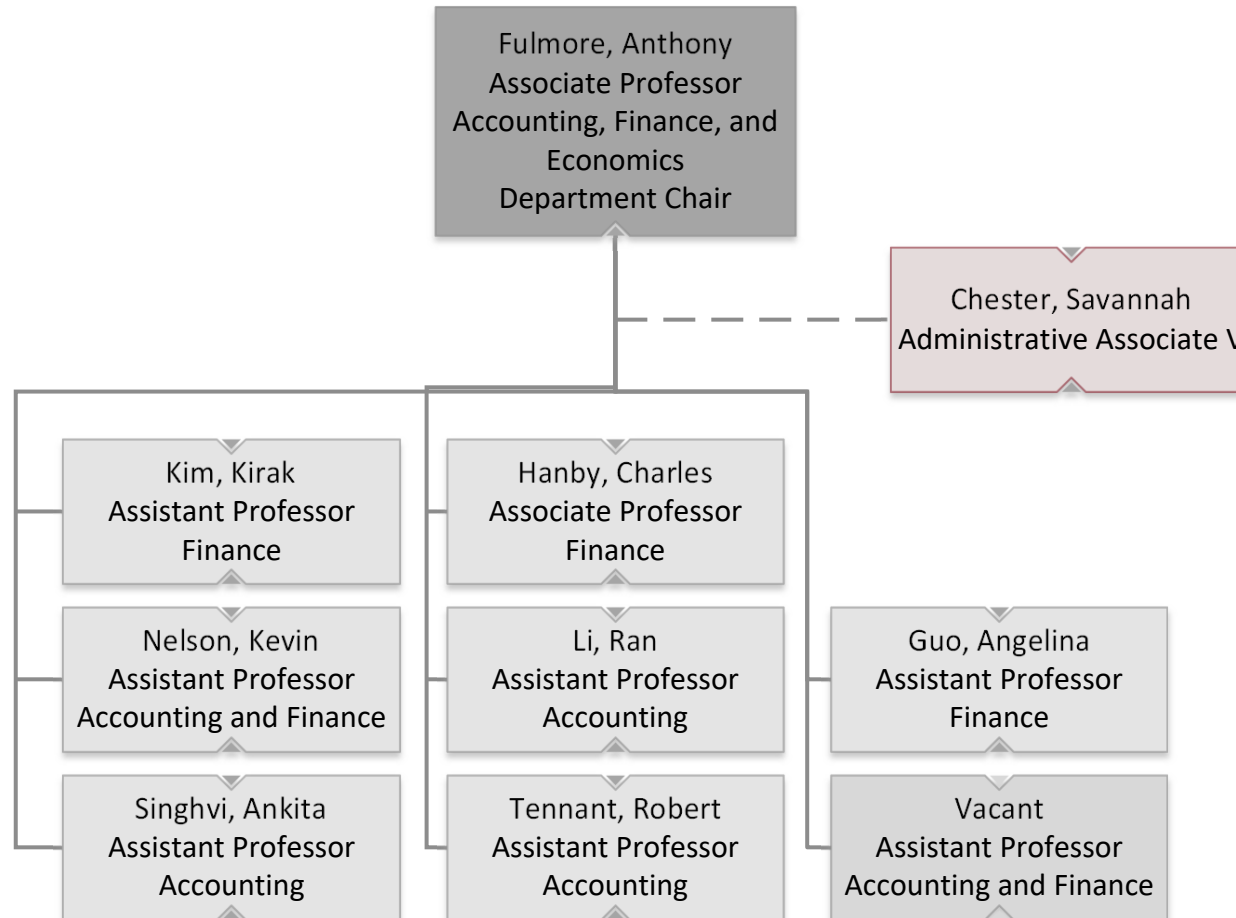 Fulmore, Anthony
Associate Professor
Accounting, Finance, and
Economics
Department Chair
Chester, Savannah
Administrative Associate V
Kim, Kirak
Assistant Professor
Finance
Hanby, Charles
Associate Professor
Finance
Nelson, Kevin
Assistant Professor
Accounting and Finance
Li, Ran
Assistant Professor
Accounting
Guo, Angelina
Assistant Professor
Finance
Singhvi, Ankita
Assistant Professor
Accounting
Tennant, Robert
Assistant Professor
Accounting
Vacant
Assistant Professor
Accounting and Finance